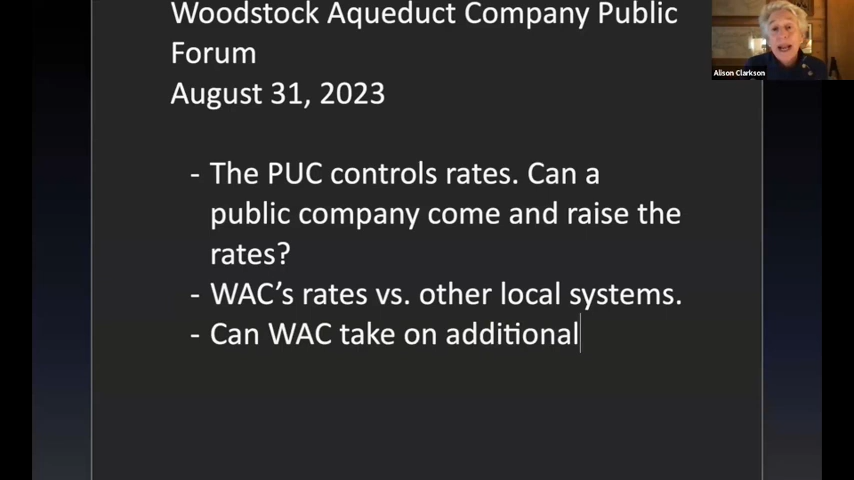 Woodstock Aqueduct Company Public
Forum
August 31, 2023
- The PUC controls rates. Can a
public company come and raise the
rates?
- WAC’s rates vs. other local systems.
- Can WAC take on additional
Alison Clarkson